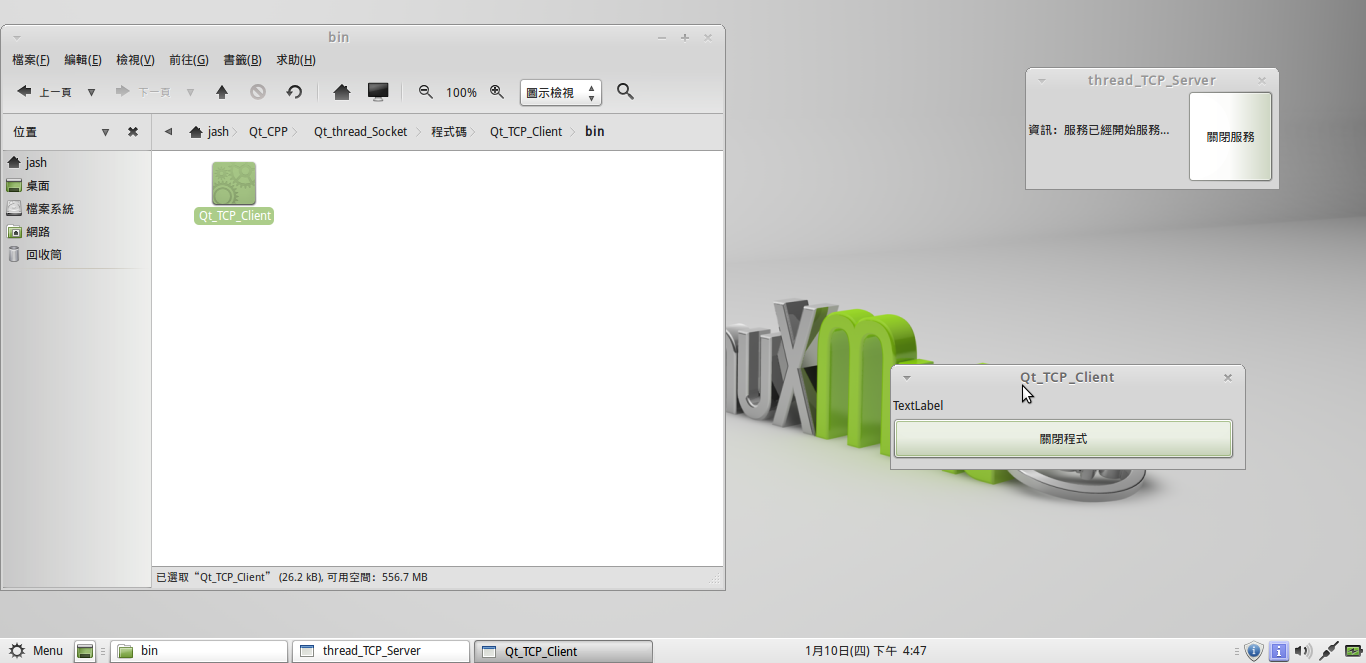 bin
檔案(F) 編輯(E) 檢視(V) 前往(G) 書籤(B) 求助(H)
上一頁 下一頁 100% 圖示檢視
位置 jash Qt_CPP Qt_thread_Socket 程式碼 Qt_TCP_Client bin
jash
桌面
檔案系統
網路
回收筒
Qt_TCP_Client
已選取“Qt_TCP_Client” (26.2 kB), 可用空間: 556.7 MB
thread_TCP_Server
資訊: 服務已經開始服務...
關閉服務
Qt_TCP_Client
TextLabel
關閉程式
Menu bin thread_TCP_Server Qt_TCP_Client 1月10日(四) 下午 4:47